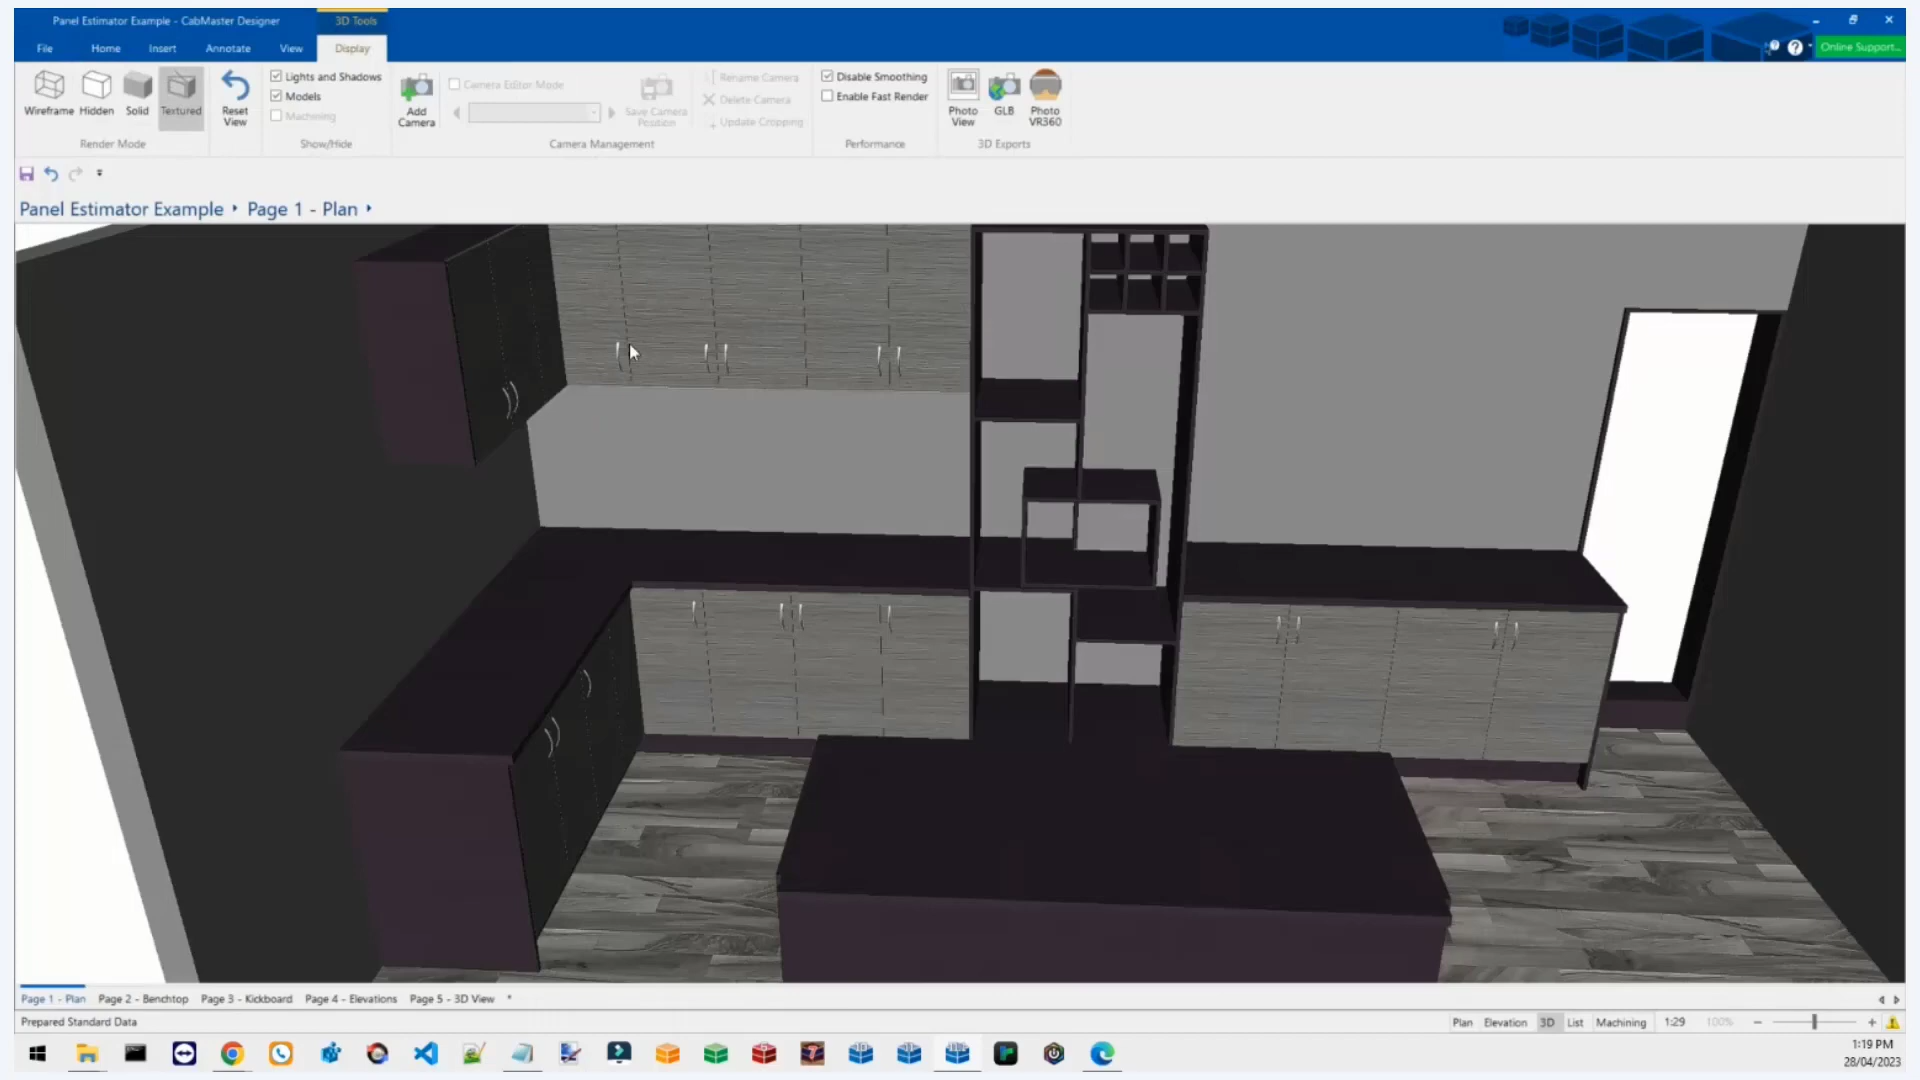 Panel Estimator Example - CabMaster Designer
3D Tools
File Home Insert Annotate View Display
Online Support...
Wireframe Hidden Solid Textured
Render Mode
Reset View
Lights and Shadows
Models
Machining
Show/Hide
Add Camera
Camera Editor Mode
Save Camera Position
Rename Camera
Delete Camera
Update Cropping
Camera Management
Disable Smoothing
Enable Fast Render
Performance
Photo View
GLB
Photo VR360
3D Exports
Panel Estimator Example Page 1 - Plan
Page 1 - Plan Page 2 - Benchtop Page 3 - Kickboard Page 4 - Elevations Page 5 - 3D View *
Prepared Standard Data
Plan Elevation 3D List Machining 1:29 100%
1:19 PM
28/04/2023